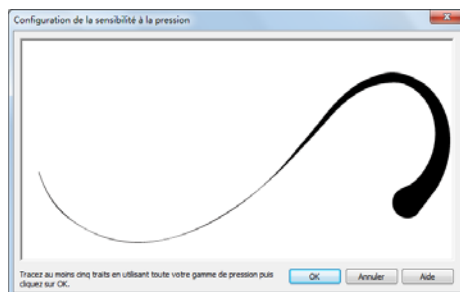 Configuration de la sensibilité à la pression
Tracez au moins cinq traits en utilisant toute votre gamme de pression puis
cliquez sur OK.
OK
Annuler
Aide